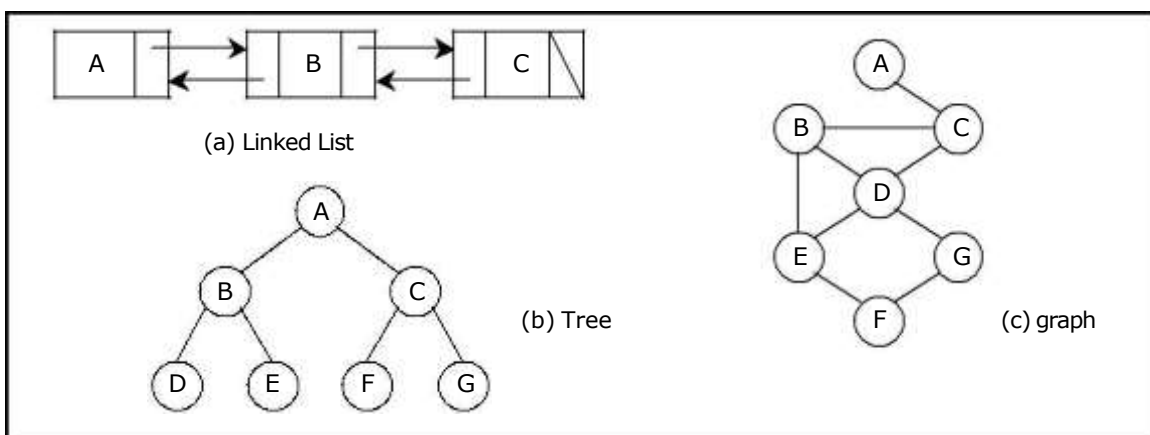 A B C
(a) Linked List
A
B C
D E F G
(b) Tree
A
B C
D
E G
F
(c) graph